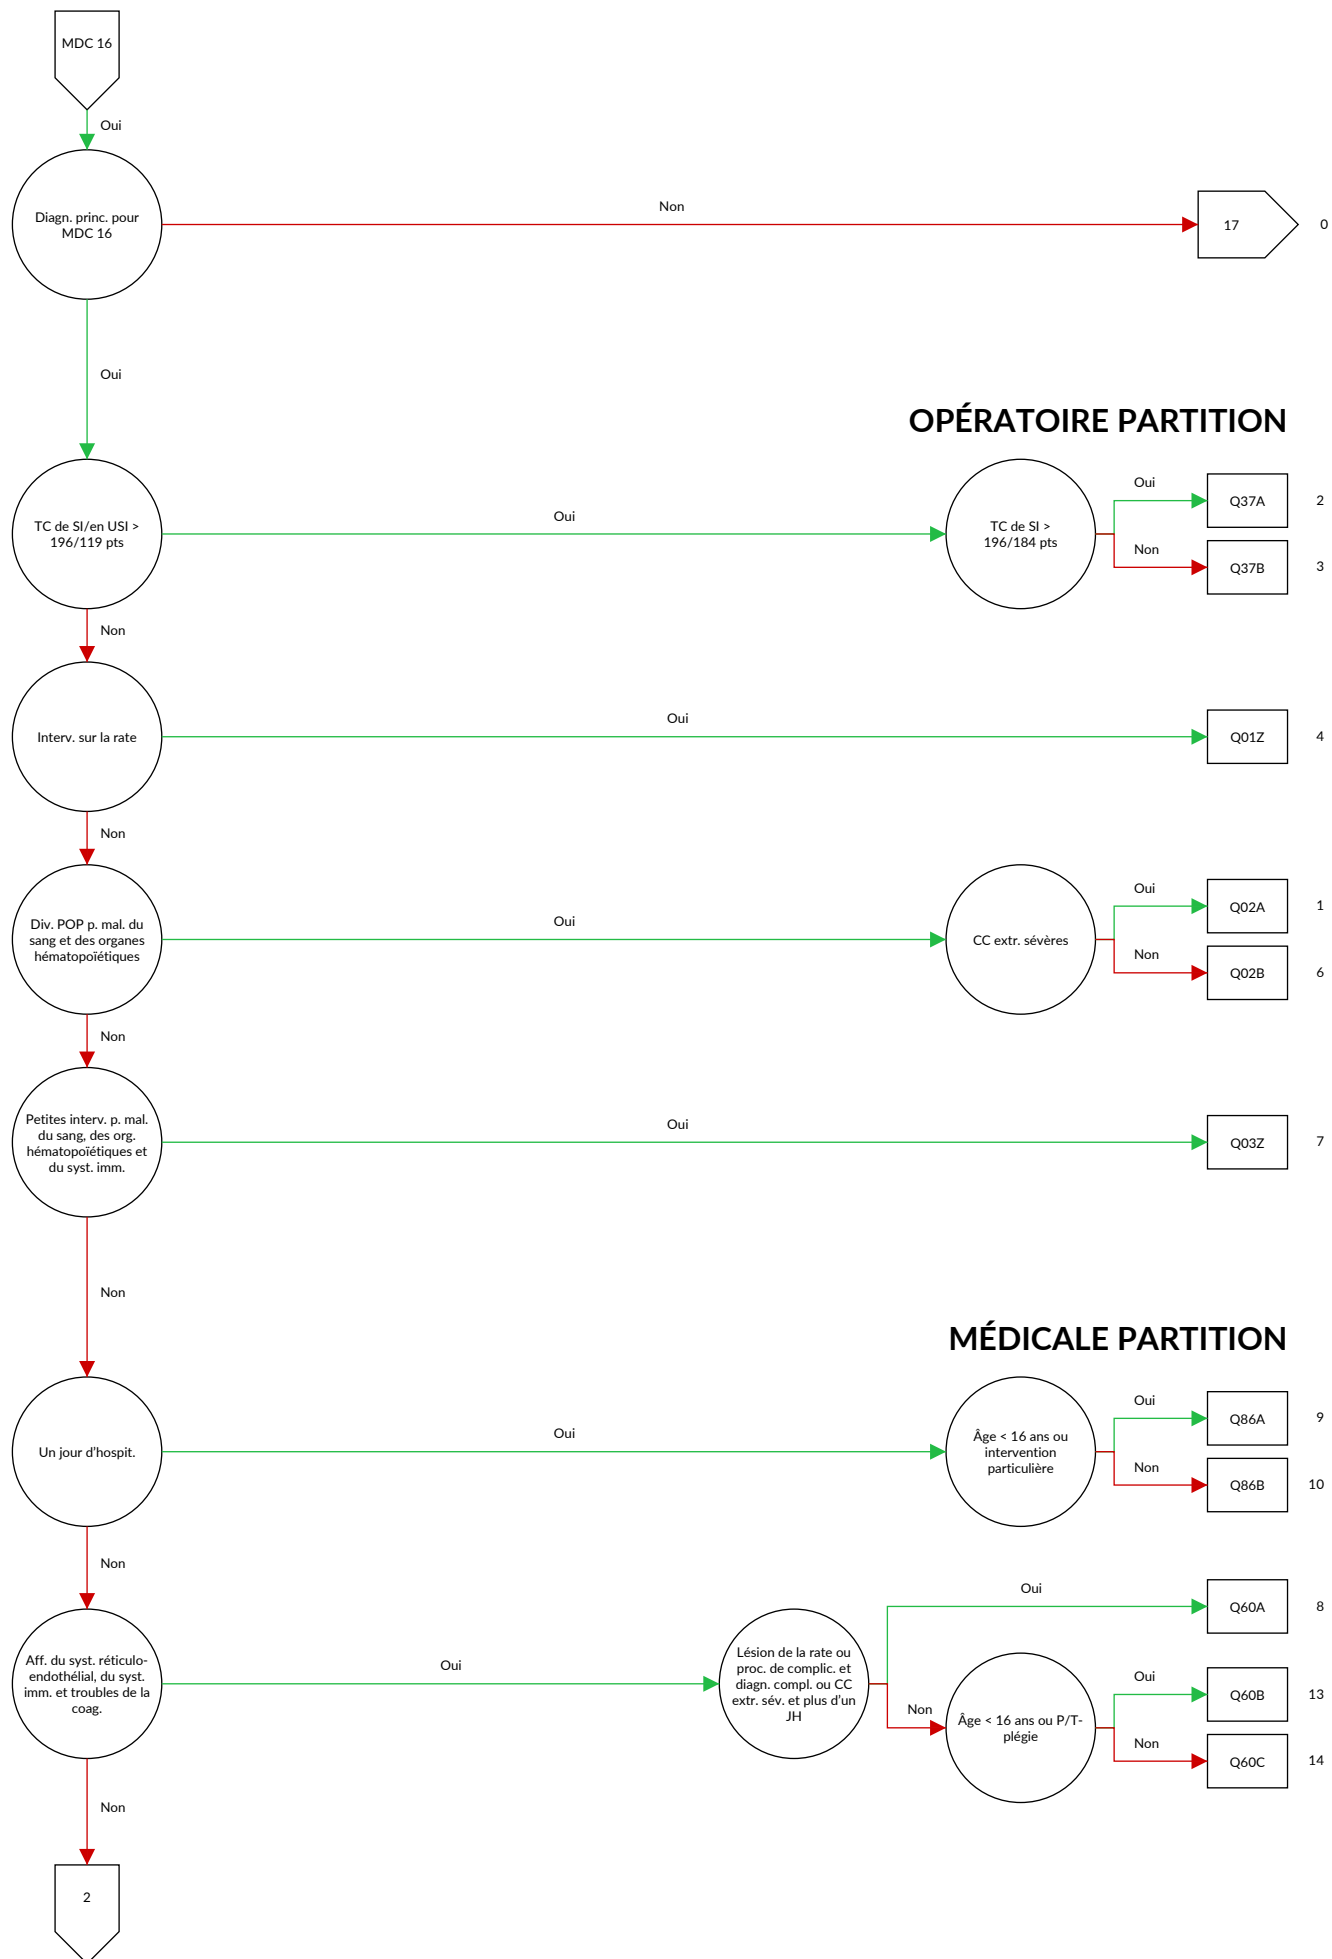 MDC 16
Oui
Diagn. princ. pour
MDC 16
Non
17
0
Oui
OPÉRATOIRE PARTITION
TC de SI/en USI >
196/119 pts
Oui
TC de SI >
196/184 pts
Oui
Q37A
2
Non
Q37B
3
Non
Interv. sur la rate
Oui
Q01Z
4
Non
Div. POP p. mal. du
sang et des organes
hématopoïétiques
Oui
CC extr. sévères
Oui
Q02A
1
Non
Q02B
6
Non
Petites interv. p. mal.
du sang, des org.
hématopoïétiques et
du syst. imm.
Oui
Q03Z
7
Non
MÉDICALE PARTITION
Un jour d'hospit.
Oui
Âge < 16 ans ou
intervention
particulière
Oui
Q86A
9
Non
Q86B
10
Non
Aff. du syst. réticulo-
endothélial, du syst.
imm. et troubles de la
coag.
Oui
Lésion de la rate ou
proc. de complic. et
diagn. compl. ou CC
extr. sév. et plus d'un
JH
Oui
Q60A
8
Non
Âge < 16 ans ou P/T-
plégie
Oui
Q60B
13
Non
Q60C
14
Non
2